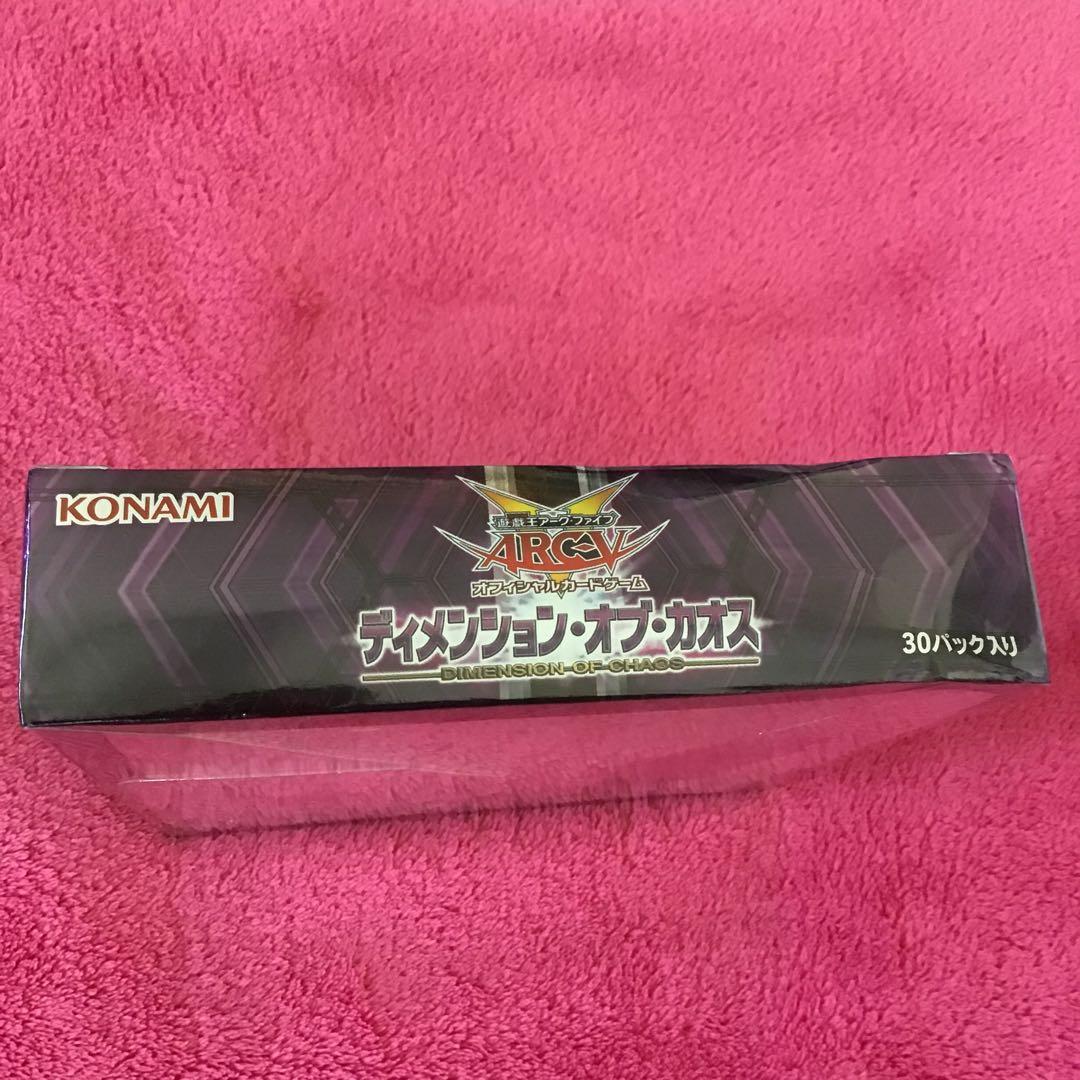 KONAMI
遊戯王アーク・ファイブ
ARC-V
オフィシャルカードゲーム
ディメンション・オブ・カオス
DIMENSION OF CHAOS
30パック入り